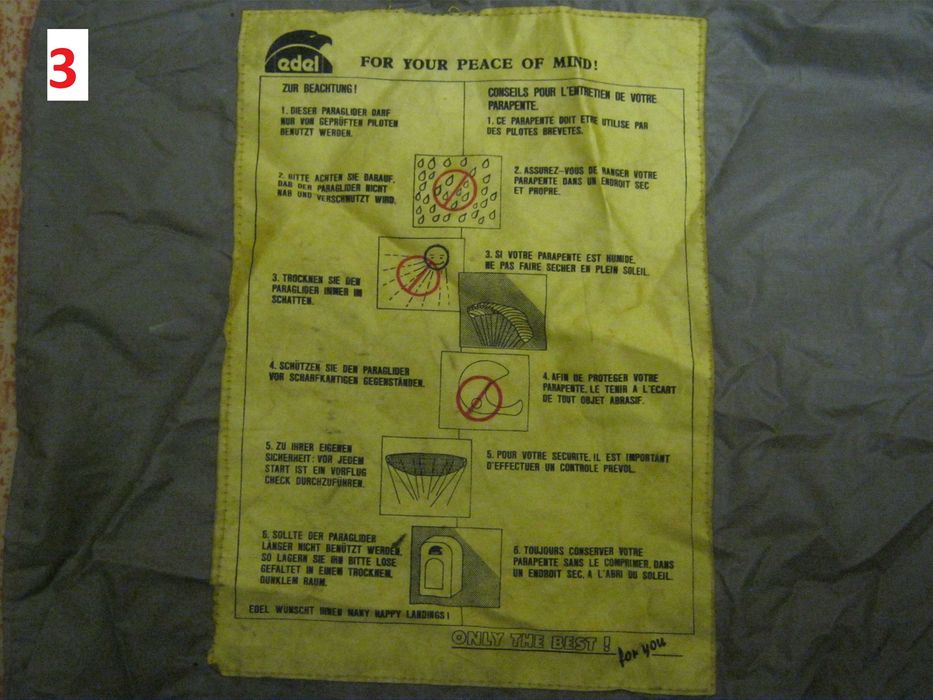 3
edel
FOR YOUR PEACE OF MIND!
ZUR BEACHTUNG!
1. DIESER PARAGLIDER DARF
NUR VON GEPRÜFTEN PILOTEN
BENUTZT WERDEN.
2. BITTE ACHTEN SIE DARAUF,
DAß DER PARAGLIDER NICHT
NAß UND VERSCHMUTZT WIRD.
3. TROCKNEN SIE DEN
PARAGLIDER IMMER IM
SCHATTEN.
4. SCHÜTZEN SIE DEN PARAGLIDER
VOR SCHARFKANTIGEN GEGENSTÄNDEN.
5. ZU IHRER EIGENEN
SICHERHEIT: VOR JEDEM
START IST EIN VORFLUG
CHECK DURCHZUFÜHREN.
6. SOLLTE DER PARAGLIDER
LÄNGER NICHT BENÜTZT WERDEN,
SO LAGERN SIE IHN BITTE LOSE
GEFALTET IN EINEM TROCKNEN,
DUNKLEM RAUM.
EDEL WÜNSCHT IHNEN MANY HAPPY LANDINGS!
CONSEILS POUR L'ENTRETIEN DE VOTRE
PARAPENTE.
1. CE PARAPENTE DOIT ETRE UTILISE PAR
DES PILOTES BREVETES.
2. ASSUREZ-VOUS DE RANGER VOTRE
PARAPENTE DANS UN ENDROIT SEC
ET PROPRE.
3. SI VOTRE PARAPENTE EST HUMIDE,
NE PAS FAIRE SECHER EN PLEIN SOLEIL.
4. AFIN DE PROTEGER VOTRE
PARAPENTE, LE TENIR A L'ECART
DE TOUT OBJET ABRASIF.
5. POUR VOTRE SECURITE, IL EST IMPORTANT
D'EFFECTUER UN CONTROLE PREVOL.
6. TOUJOURS CONSERVER VOTRE
PARAPENTE SANS LE COMPRIMER, DANS
UN ENDROIT SEC, A L'ABRI DU SOLEIL.
ONLY THE BEST!
for you